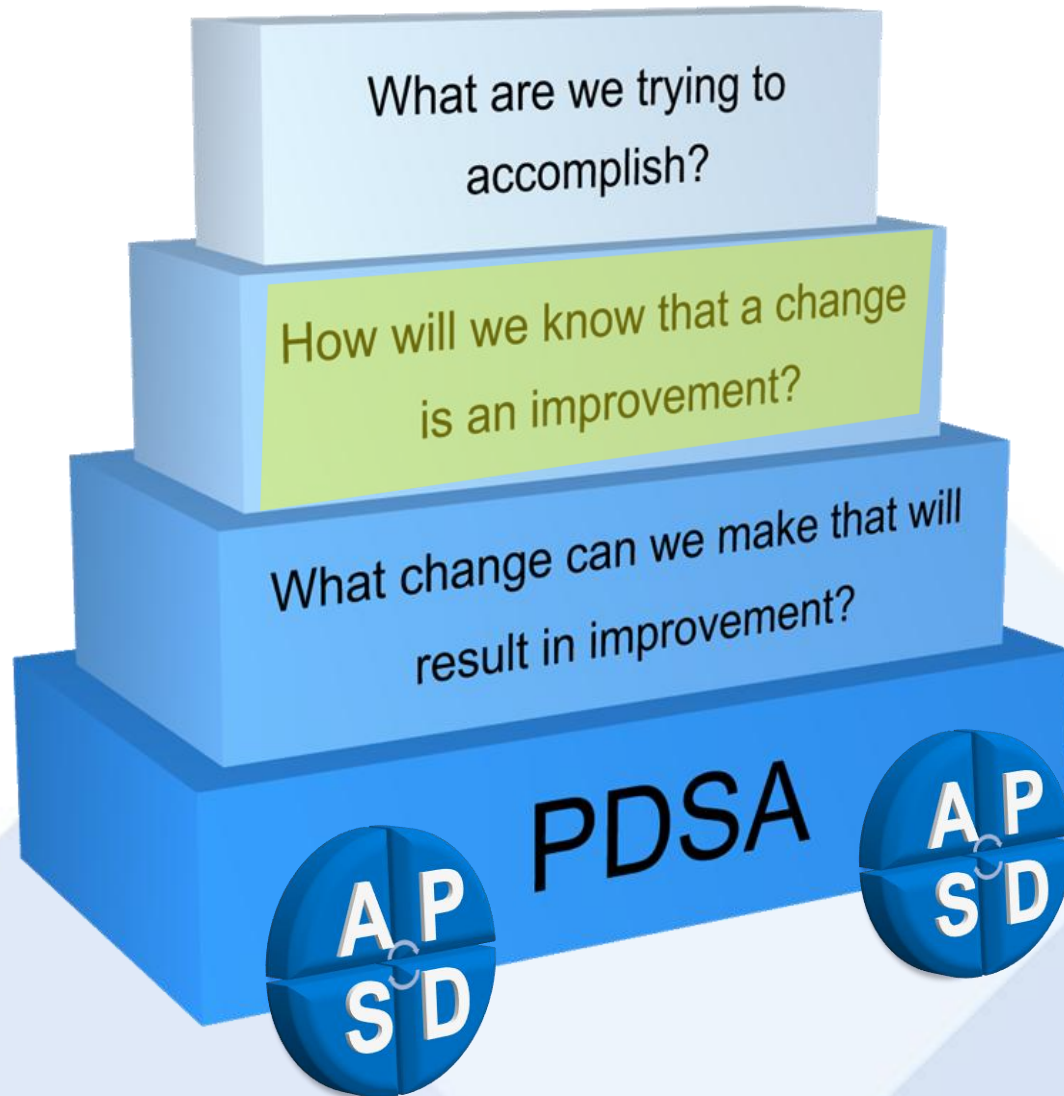 What are we trying to
accomplish?
How will we know that a change
is an improvement?
What change can we make that will
result in improvement?
PDSA
A P
S D
A P
S D